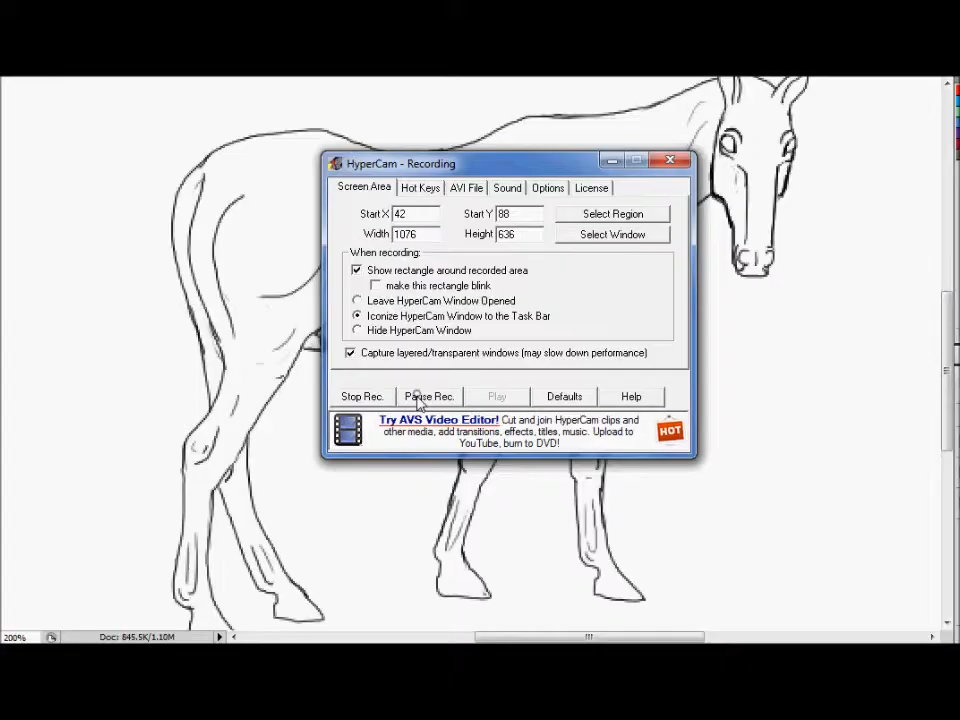 HyperCam - Recording
Screen Area Hot Keys AVI File Sound Options License
Start X 42 Start Y 88 Select Region
Width 1076 Height 636 Select Window
When recording:
Show rectangle around recorded area
make this rectangle blink
Leave HyperCam Window Opened
Iconize HyperCam Window to the Task Bar
Hide HyperCam Window
Capture layered/transparent windows (may slow down performance)
Stop Rec. Pause Rec. Play Defaults Help
Try AVS Video Editor! Cut and join HyperCam clips and
other media, add transitions, effects, titles, music. Upload to
YouTube, burn to DVD!
HOT
200% Doc: 845.5K/1.10M